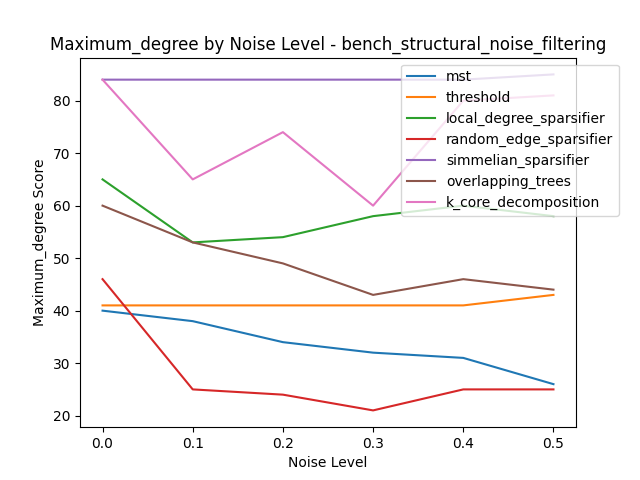 Maximum_degree by Noise Level - bench_structural_noise_filtering
mst
threshold
local_degree_sparsifier
random_edge_sparsifier
simmelian_sparsifier
overlapping_trees
k_core_decomposition
Maximum_degree Score
80
70
60
50
40
30
20
0.0 0.1 0.2 0.3 0.4 0.5
Noise Level